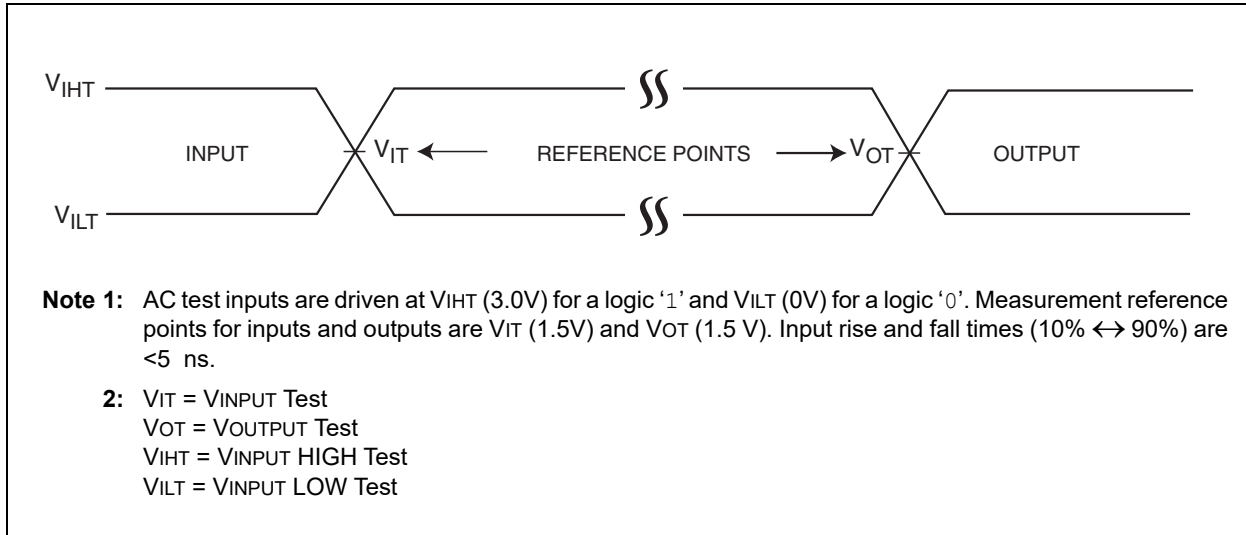 VIHT
INPUT VIT REFERENCE POINTS VOT OUTPUT
VILT
Note 1: AC test inputs are driven at VIHT (3.0V) for a logic ‘1’ and VILT (0V) for a logic ‘0’. Measurement reference
points for inputs and outputs are VIT (1.5V) and VOT (1.5 V). Input rise and fall times (10% ↔ 90%) are
<5 ns.
2: VIT = VINPUT Test
VOT = VOUTPUT Test
VIHT = VINPUT HIGH Test
VILT = VINPUT LOW Test